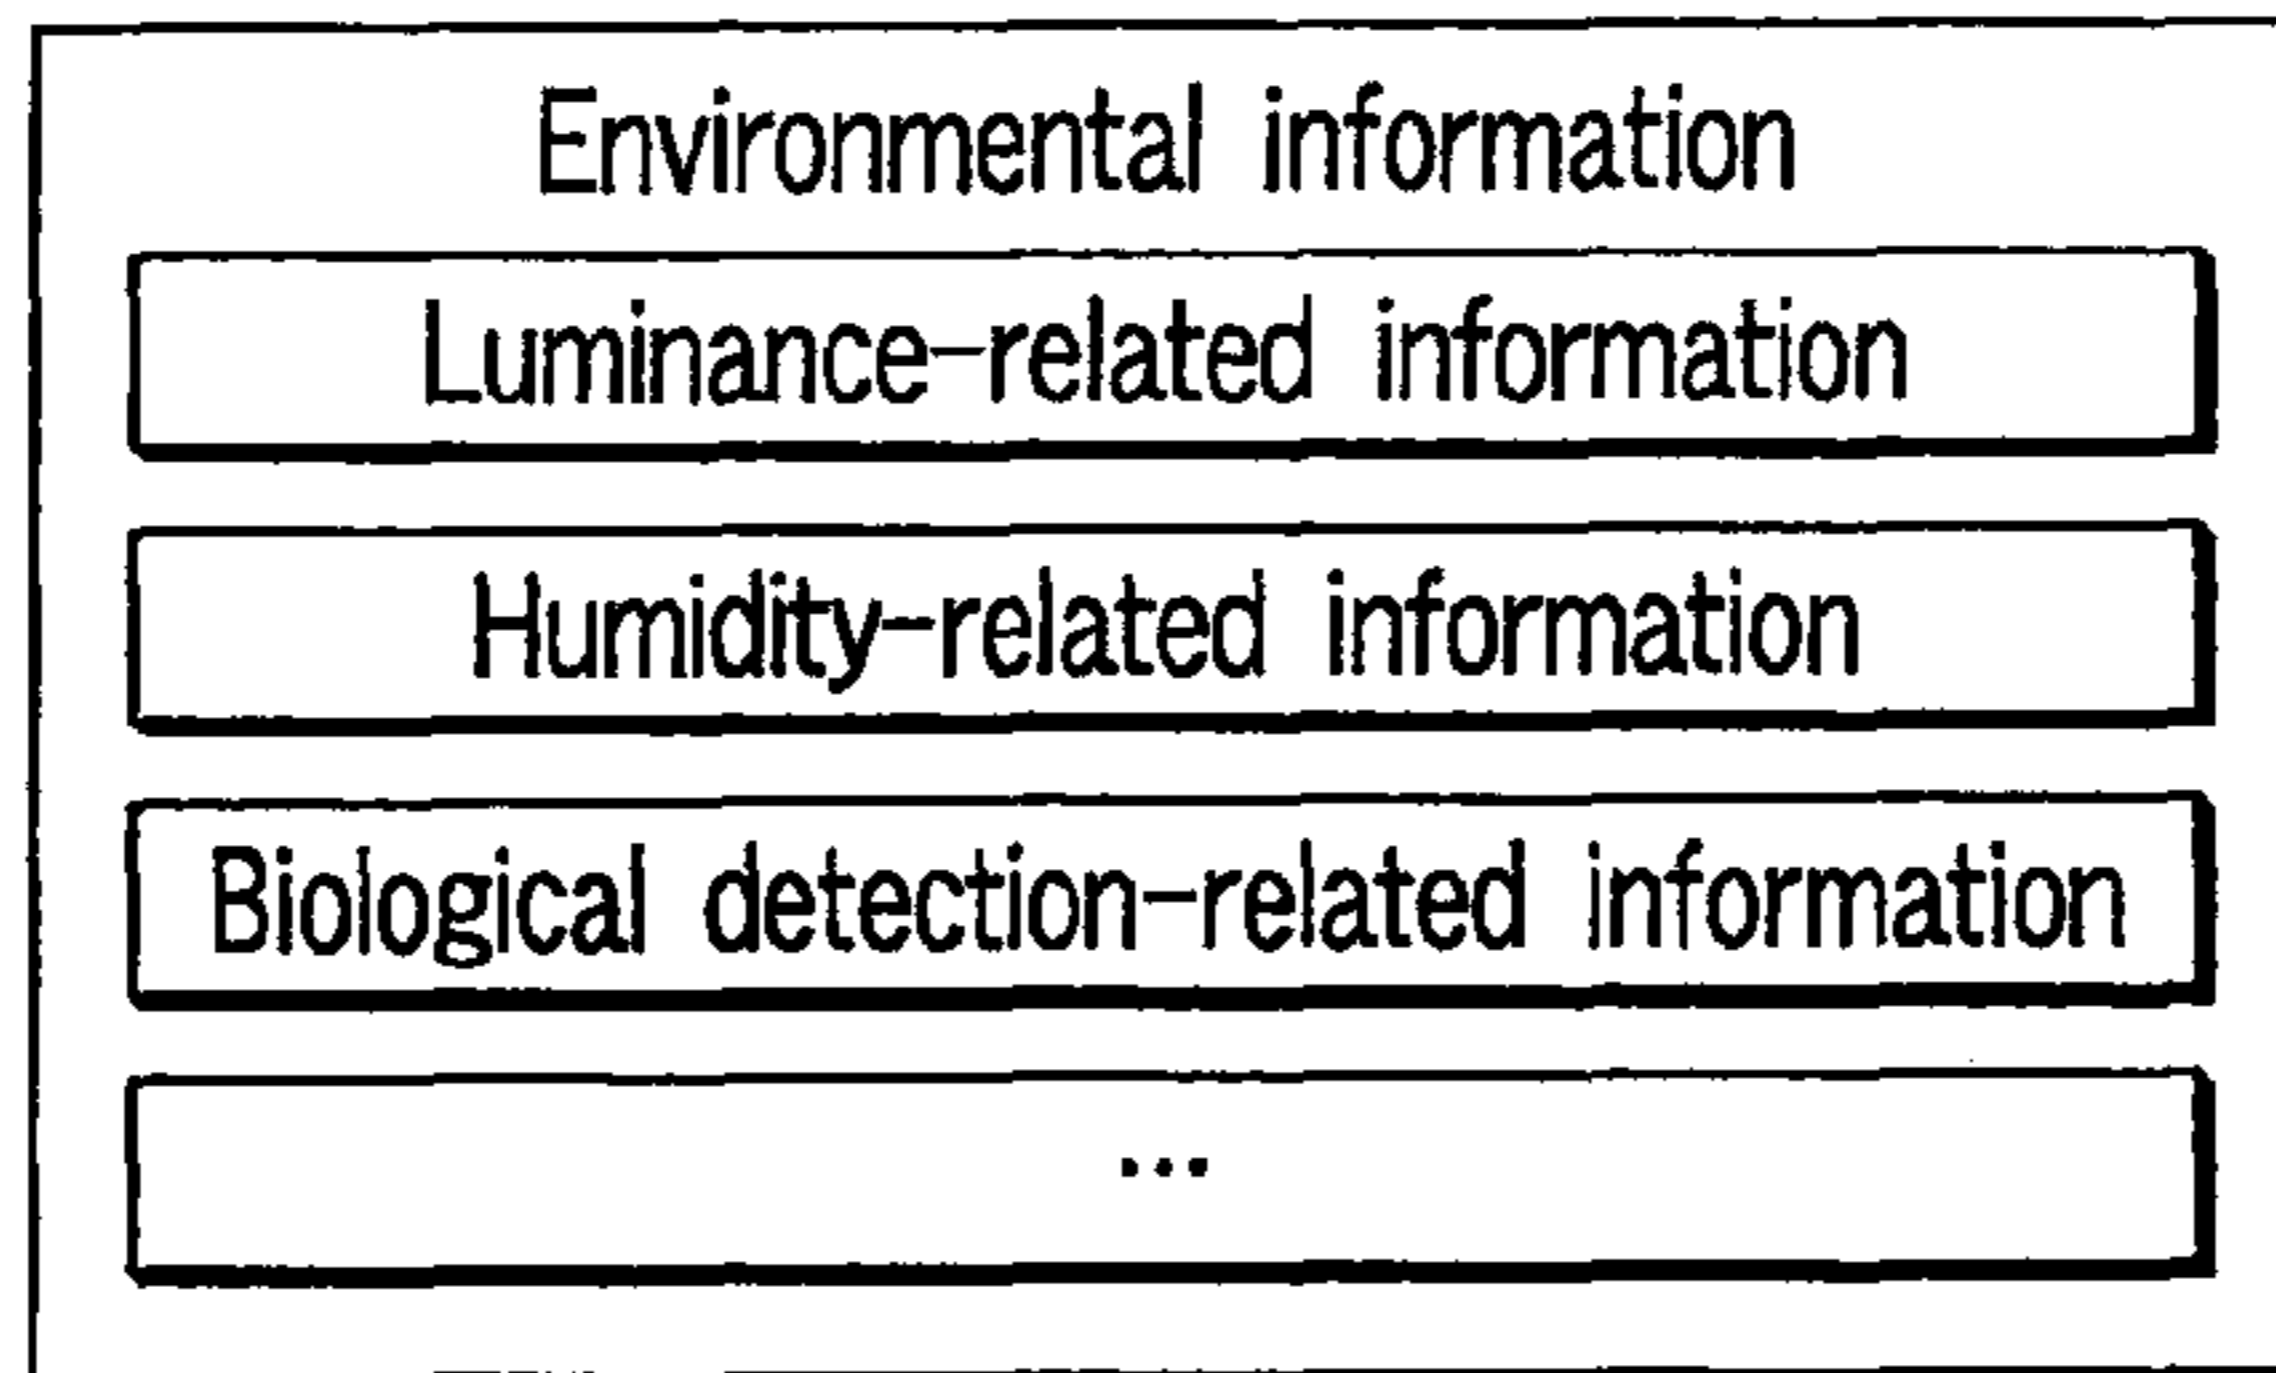 Environmental information
Luminance-related information
Humidity-related information
Biological detection-related information
...